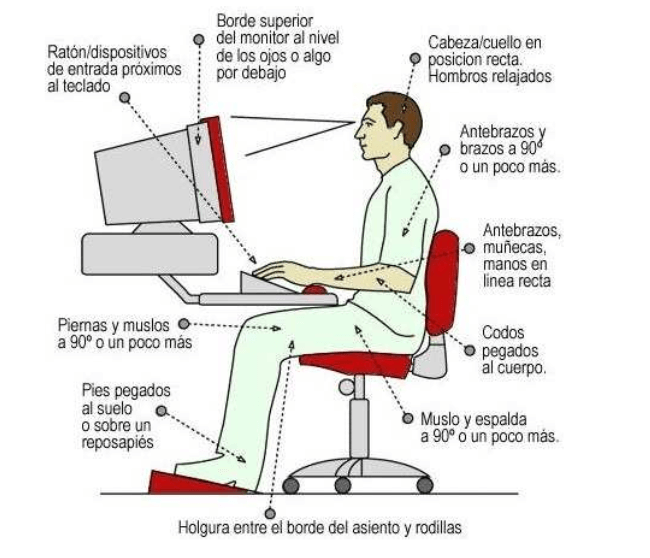 Borde superior
del monitor al nivel
de los ojos o algo
por debajo
Ratón/dispositivos
de entrada próximos
al teclado
Cabeza/cuello en
posicion recta.
Hombros relajados
Antebrazos y
brazos a 90º
o un poco más.
Antebrazos,
muñecas,
manos en
linea recta
Codos
pegados
al cuerpo.
Muslo y espalda
a 90º o un poco más.
Piernas y muslos
a 90º o un poco más
Pies pegados
al suelo
o sobre un
reposapiés
Holgura entre el borde del asiento y rodillas